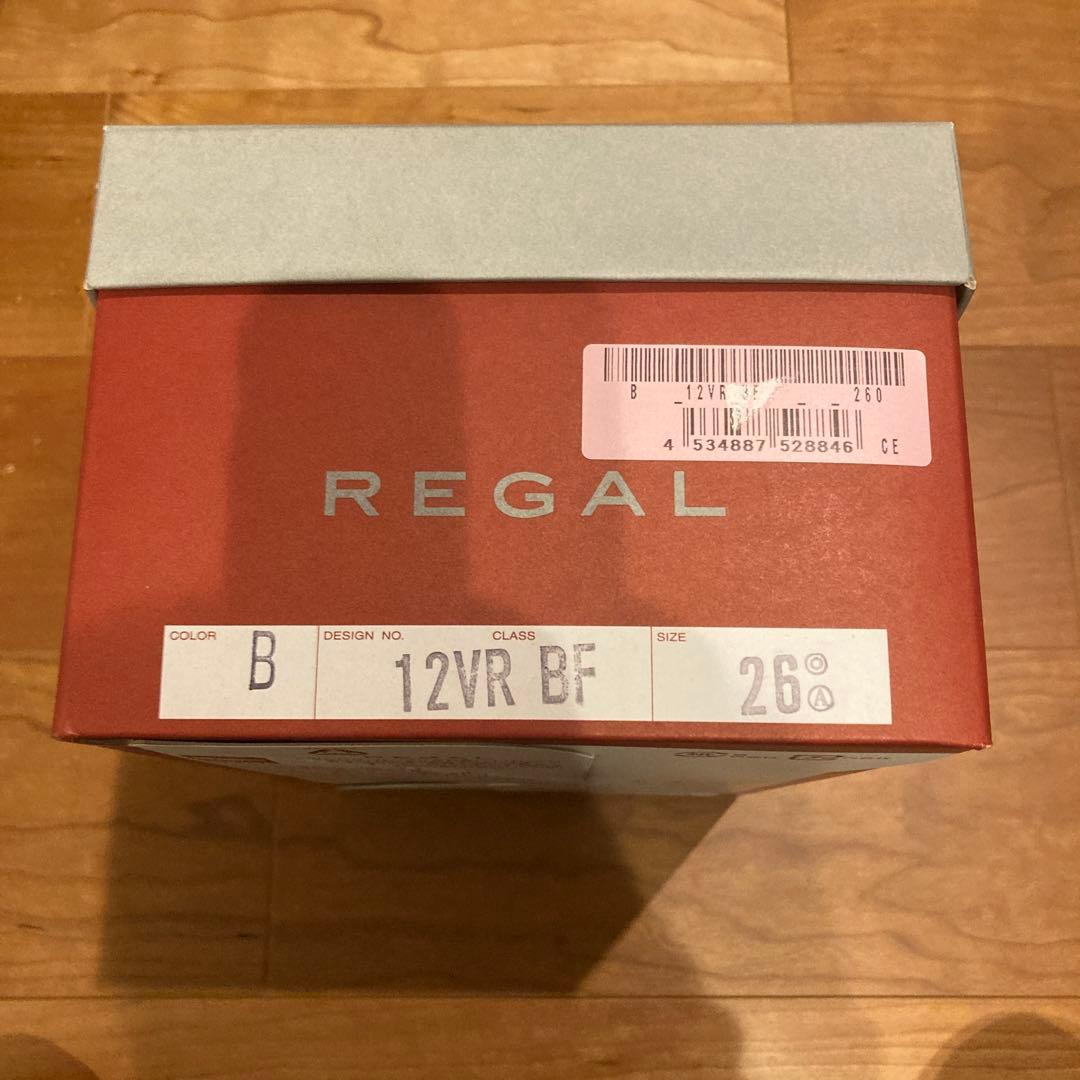 B _12VR BF _ _ 260
4 534887 528846 CE
REGAL
COLOR DESIGN NO. CLASS SIZE
B 12VR BF 26 ◎
Ⓐ